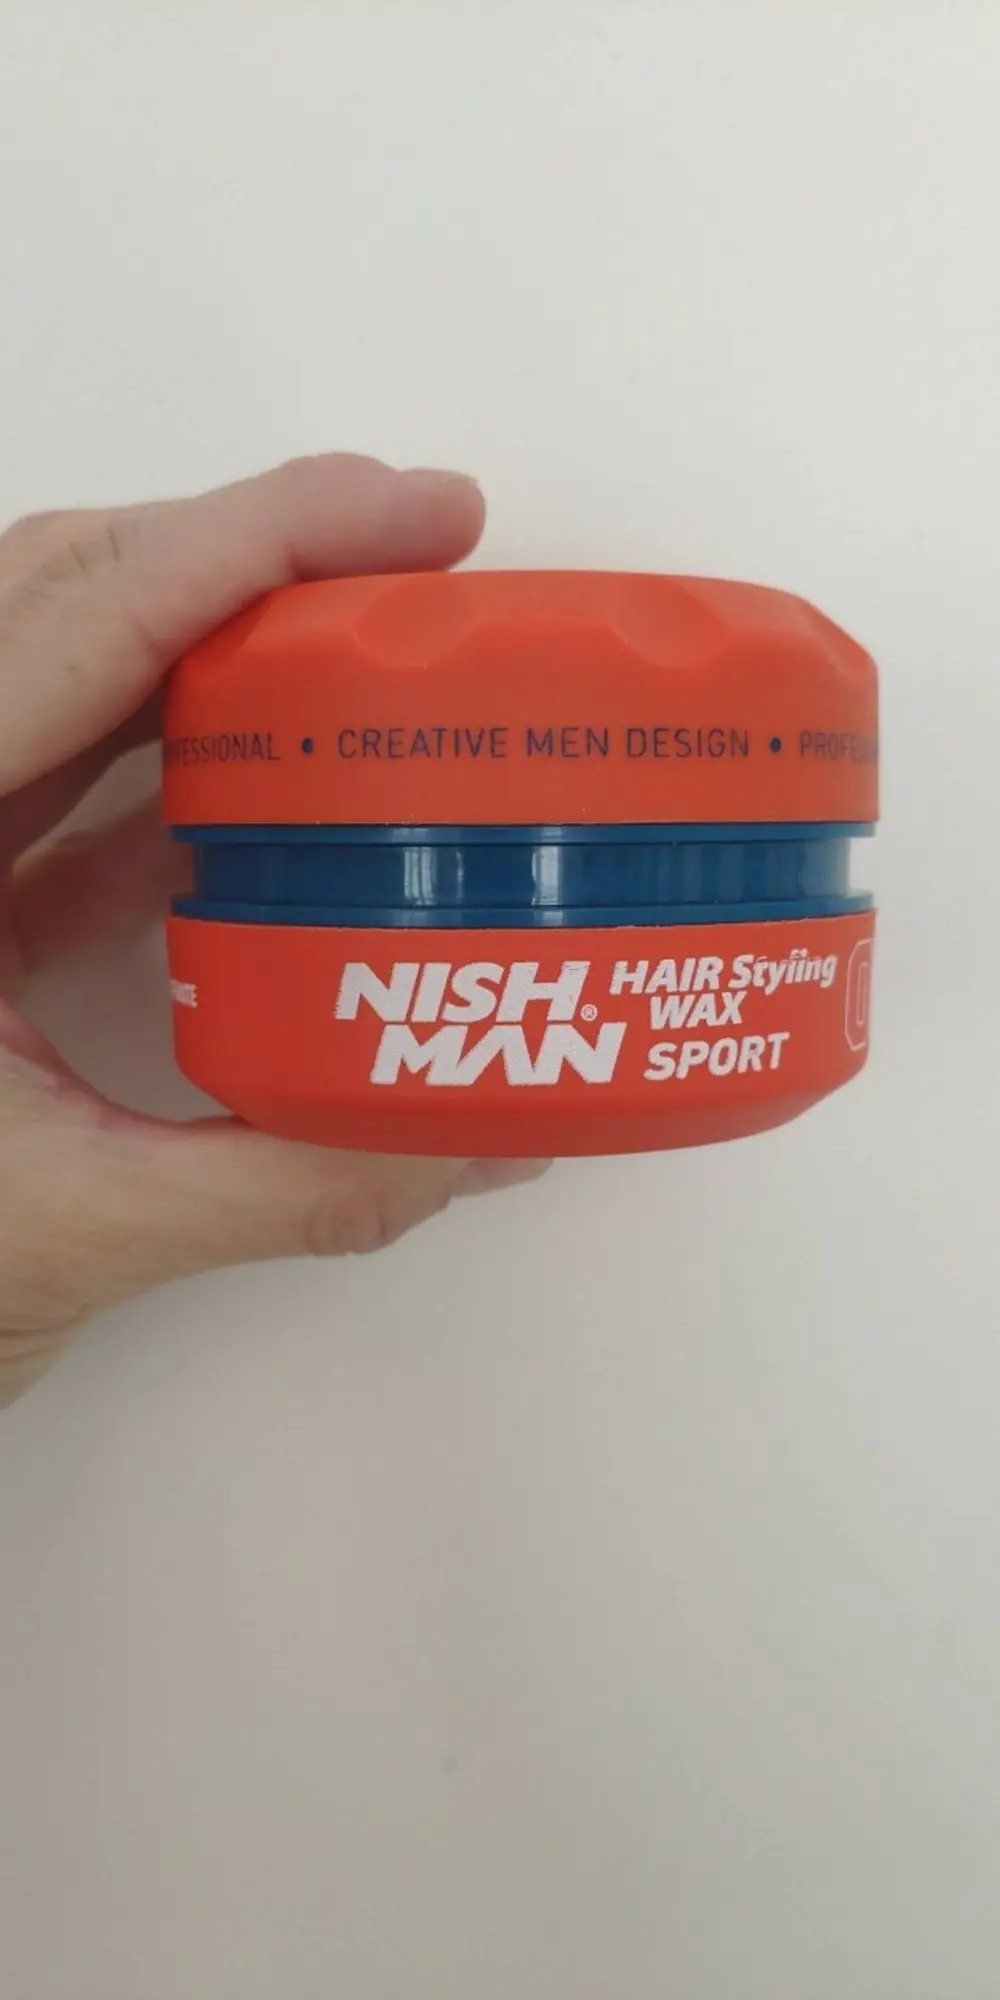 CREATIVE MEN DESIGN •
NISH
MAN®
HAIR Styling
WAX
SPORT